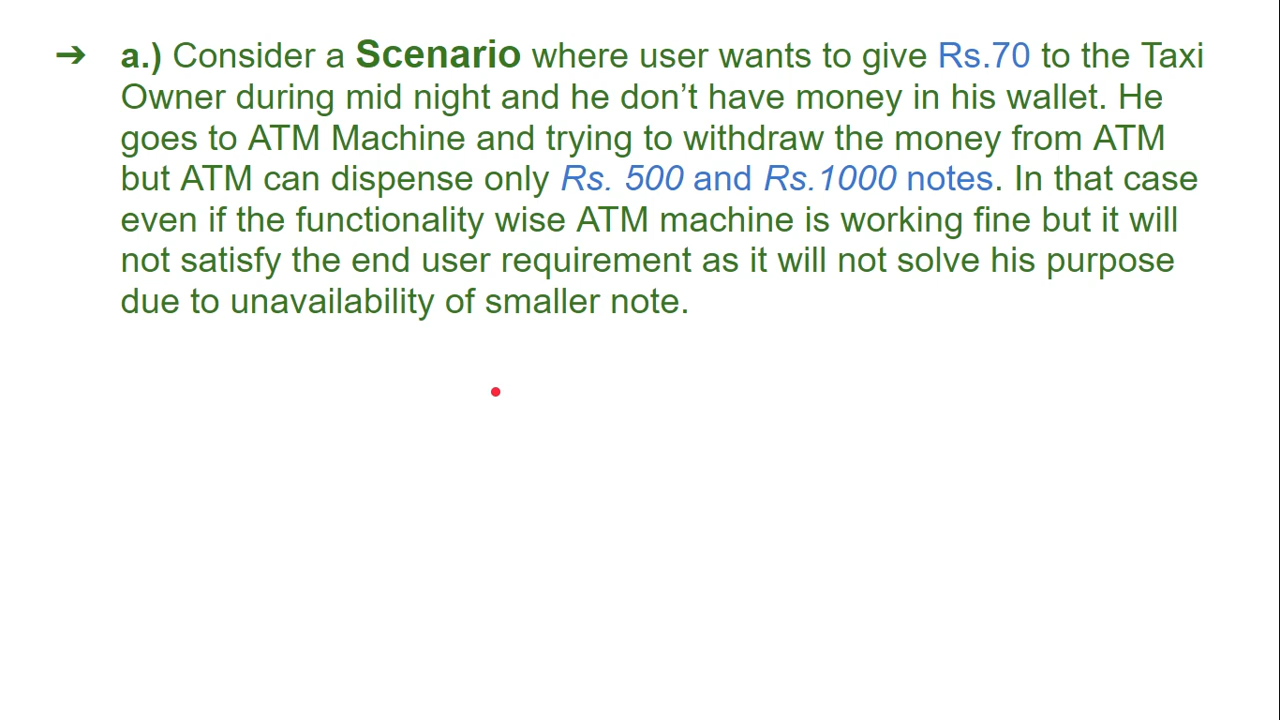 ➔ a.) Consider a Scenario where user wants to give Rs.70 to the Taxi
Owner during mid night and he don’t have money in his wallet. He
goes to ATM Machine and trying to withdraw the money from ATM
but ATM can dispense only Rs. 500 and Rs.1000 notes. In that case
even if the functionality wise ATM machine is working fine but it will
not satisfy the end user requirement as it will not solve his purpose
due to unavailability of smaller note.